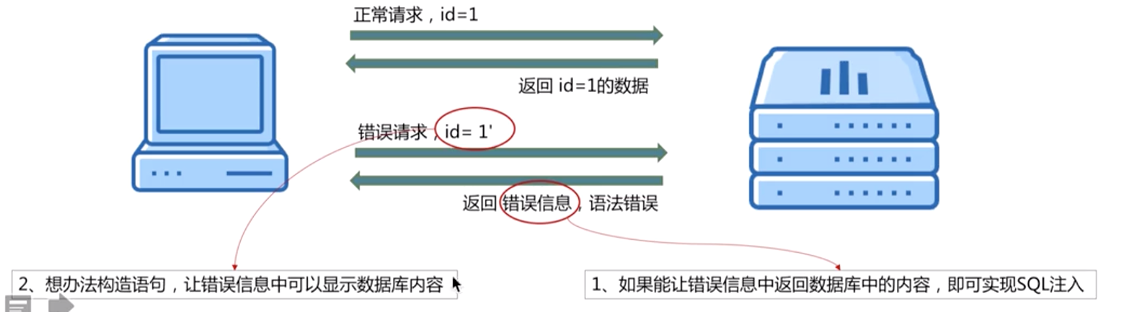 正常请求，id=1
返回 id=1的数据
错误请求，id= 1'
返回 错误信息，语法错误
2、想办法构造语句，让错误信息中可以显示数据库内容
1、如果能让错误信息中返回数据库中的内容，即可实现SQL注入